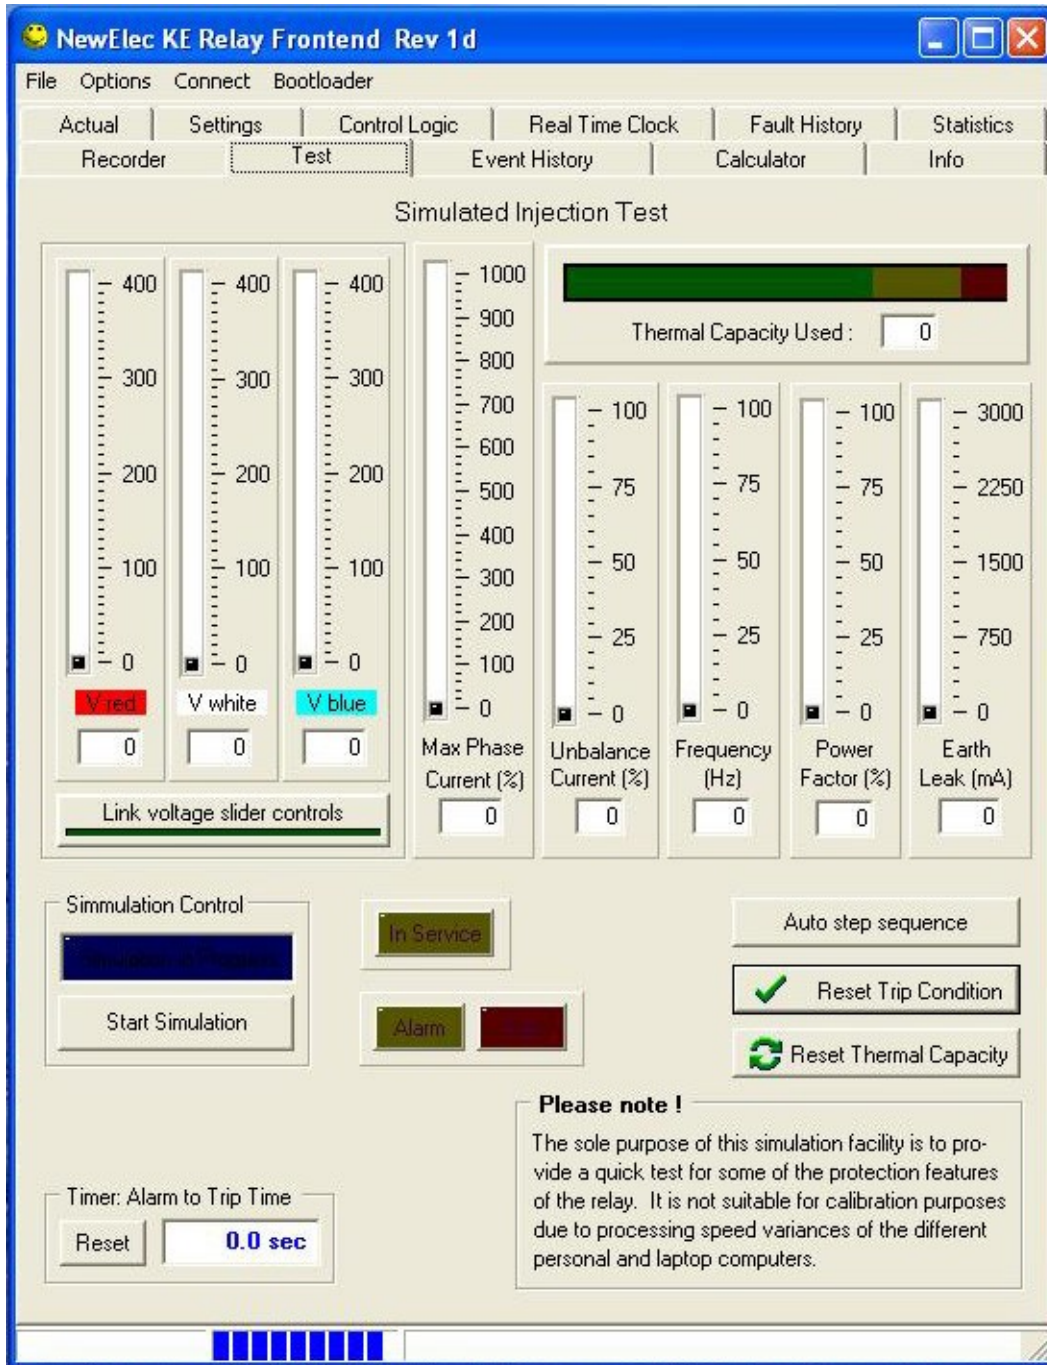 NewElec KE Relay Frontend Rev 1d
File Options Connect Bootloader
Actual Settings Control Logic Real Time Clock Fault History Statistics
Recorder Test Event History Calculator Info
Simulated Injection Test
400
300
200
100
0
V red
0
400
300
200
100
0
V white
0
400
300
200
100
0
V blue
0
Link voltage slider controls
1000
900
800
700
600
500
400
300
200
100
0
Max Phase
Current (%)
0
Thermal Capacity Used : 0
100
75
50
25
0
Unbalance
Current (%)
0
100
75
50
25
0
Frequency
(Hz)
0
100
75
50
25
0
Power
Factor (%)
0
3000
2250
1500
750
0
Earth
Leak (mA)
0
Simmulation Control
Simulation in Progress
Start Simulation
In Service
Alarm
Auto step sequence
Reset Trip Condition
Reset Thermal Capacity
Please note !
The sole purpose of this simulation facility is to pro-
vide a quick test for some of the protection features
of the relay. It is not suitable for calibration purposes
due to processing speed variances of the different
personal and laptop computers.
Timer: Alarm to Trip Time
Reset 0.0 sec